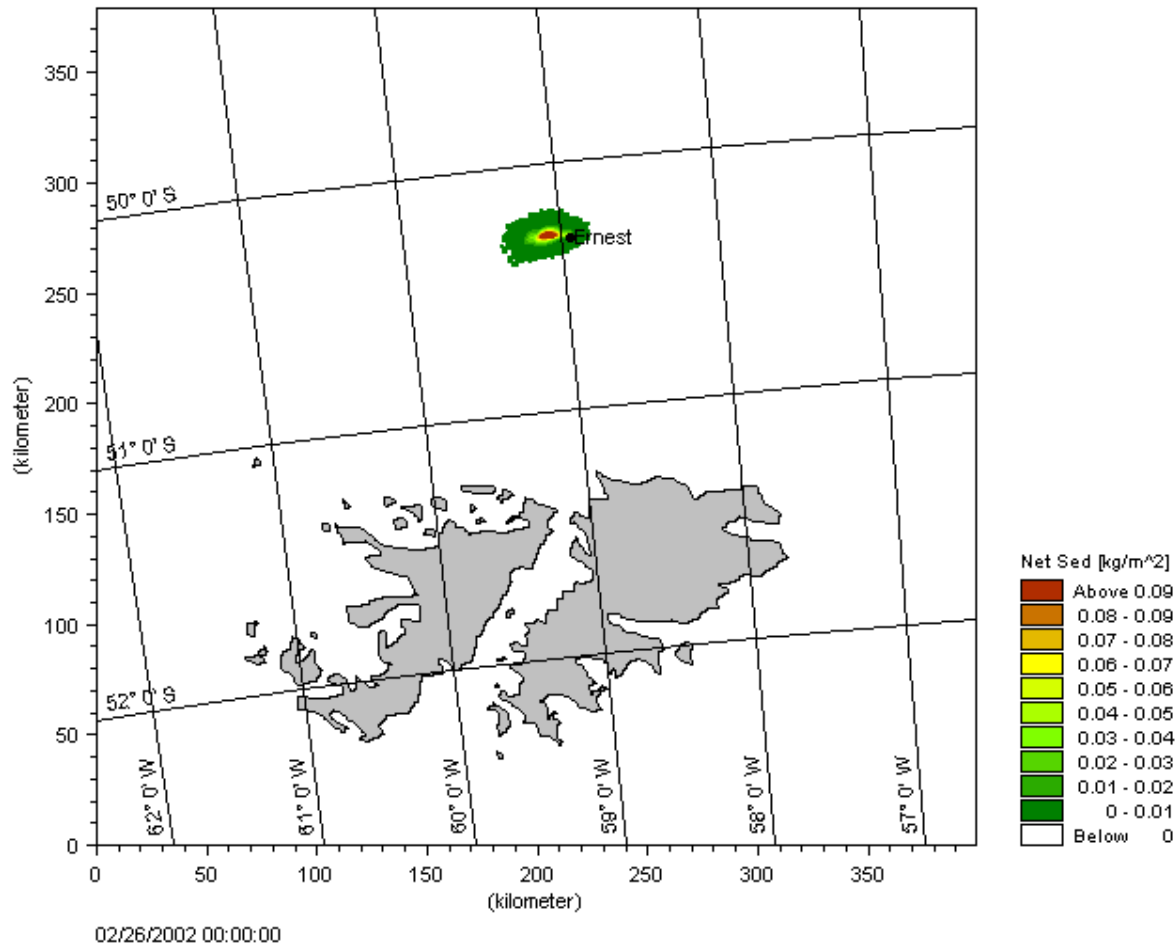 350
300
250
200
150
100
50
0
(kilometer)
50° 0' S
51° 0' S
52° 0' S
Ernest
62° 0' W
61° 0' W
60° 0' W
59° 0' W
58° 0' W
57° 0' W
0 50 100 150 200 250 300 350
(kilometer)
02/26/2002 00:00:00
Net Sed [kg/m^2]
Above 0.09
0.08 - 0.09
0.07 - 0.08
0.06 - 0.07
0.05 - 0.06
0.04 - 0.05
0.03 - 0.04
0.02 - 0.03
0.01 - 0.02
0 - 0.01
Below 0